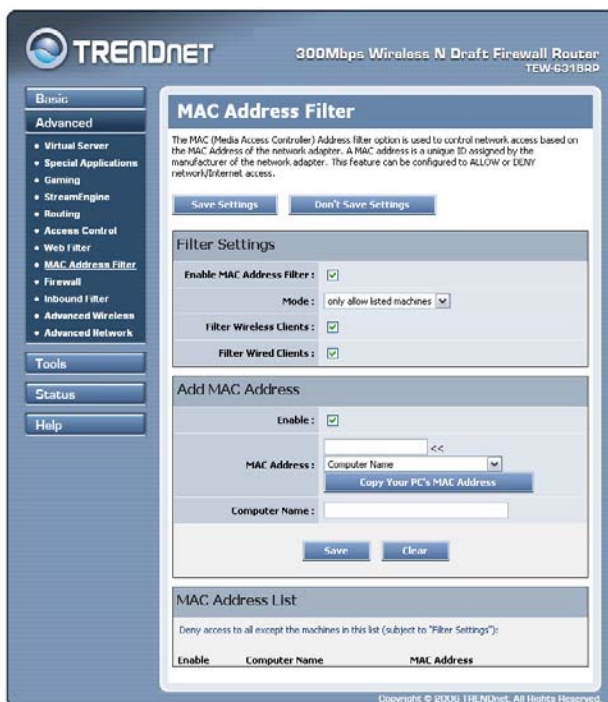 TRENDNET
300Mbps Wireless N Draft Firewall Router
TEW-631BRP
Basic
Advanced
• Virtual Server
• Special Applications
• Gaming
• StreamEngine
• Routing
• Access Control
• Web Filter
• MAC Address Filter
• Firewall
• Inbound Filter
• Advanced Wireless
• Advanced Network
Tools
Status
Help
MAC Address Filter
The MAC (Media Access Controller) Address filter option is used to control network access based on
the MAC Address of the network adapter. A MAC address is a unique ID assigned by the
manufacturer of the network adapter. This feature can be configured to ALLOW or DENY
network/Internet access.
Save Settings Don't Save Settings
Filter Settings
Enable MAC Address Filter :
Mode : only allow listed machines
Filter Wireless Clients :
Filter Wired Clients :
Add MAC Address
Enable :
<<
MAC Address : Computer Name
Copy Your PC's MAC Address
Computer Name :
Save Clear
MAC Address List
Deny access to all except the machines in this list (subject to "Filter Settings"):
Enable Computer Name MAC Address
Copyright © 2006 TRENDnet. All Rights Reserved.